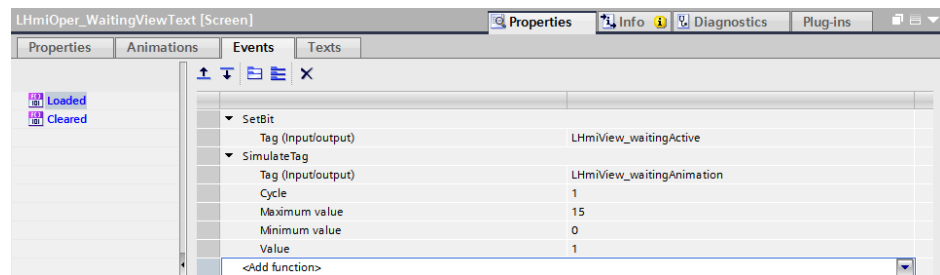 LHmiOper_WaitingViewText [Screen] Properties Info Diagnostics Plug-ins
Properties Animations Events Texts
Loaded
Cleared
SetBit
Tag (Input/output) LHmiView_waitingActive
SimulateTag
Tag (Input/output) LHmiView_waitingAnimation
Cycle 1
Maximum value 15
Minimum value 0
Value 1
<Add function>